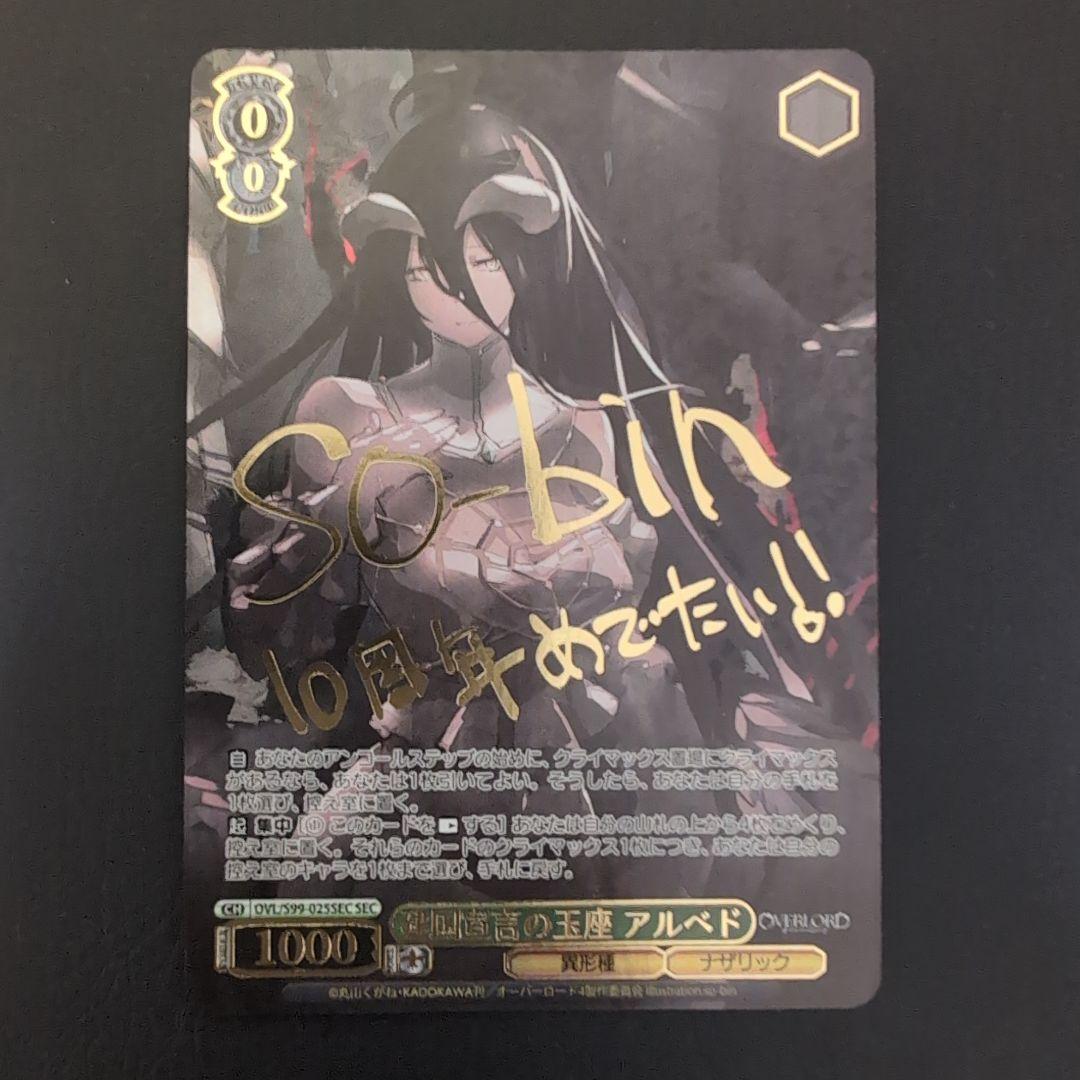 0
0
so-bin
10周年 めでたい!!
自 あなたのアンコールステップの始めに、クライマックス置場にクライマックス
があるなら、あなたは1枚引いてよい。そうしたら、あなたは自分の手札を
1枚選び、控え室に置く。
起 集中 [① このカードを する] あなたは自分の山札の上から4枚をめくり、
控え室に置く。それらのカードのクライマックス1枚につき、あなたは自分の
控え室のキャラを1枚まで選び、手札に戻す。
CH OVL/S99-025SEC SEC
の玉座 アルベド
OVERLORD
1000
異形種 ナザリック
©丸山くがね・KADOKAWA刊/オーバーロード4製作委員会 illustration so-bin